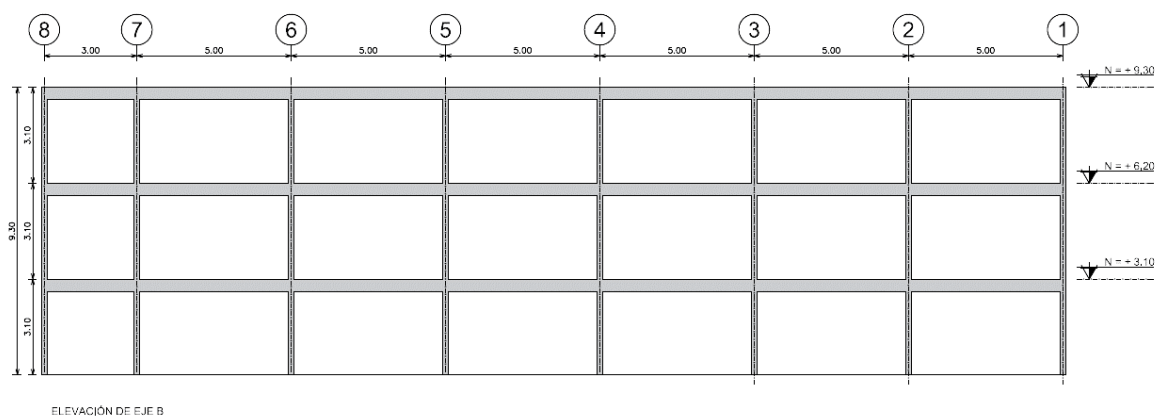 8 7 6 5 4 3 2 1
3.00 5.00 5.00 5.00 5.00 5.00 5.00
N = + 9,30
3.10
N = + 6,20
9.30 3.10
N = + 3,10
3.10
ELEVACIÓN DE EJE B